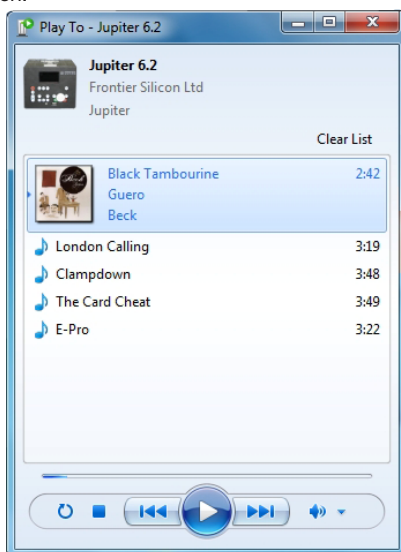 Play To - Jupiter 6.2
Jupiter 6.2
Frontier Silicon Ltd
Jupiter
Clear List
Black Tambourine 2:42
Guero
Beck
London Calling 3:19
Clampdown 3:48
The Card Cheat 3:49
E-Pro 3:22